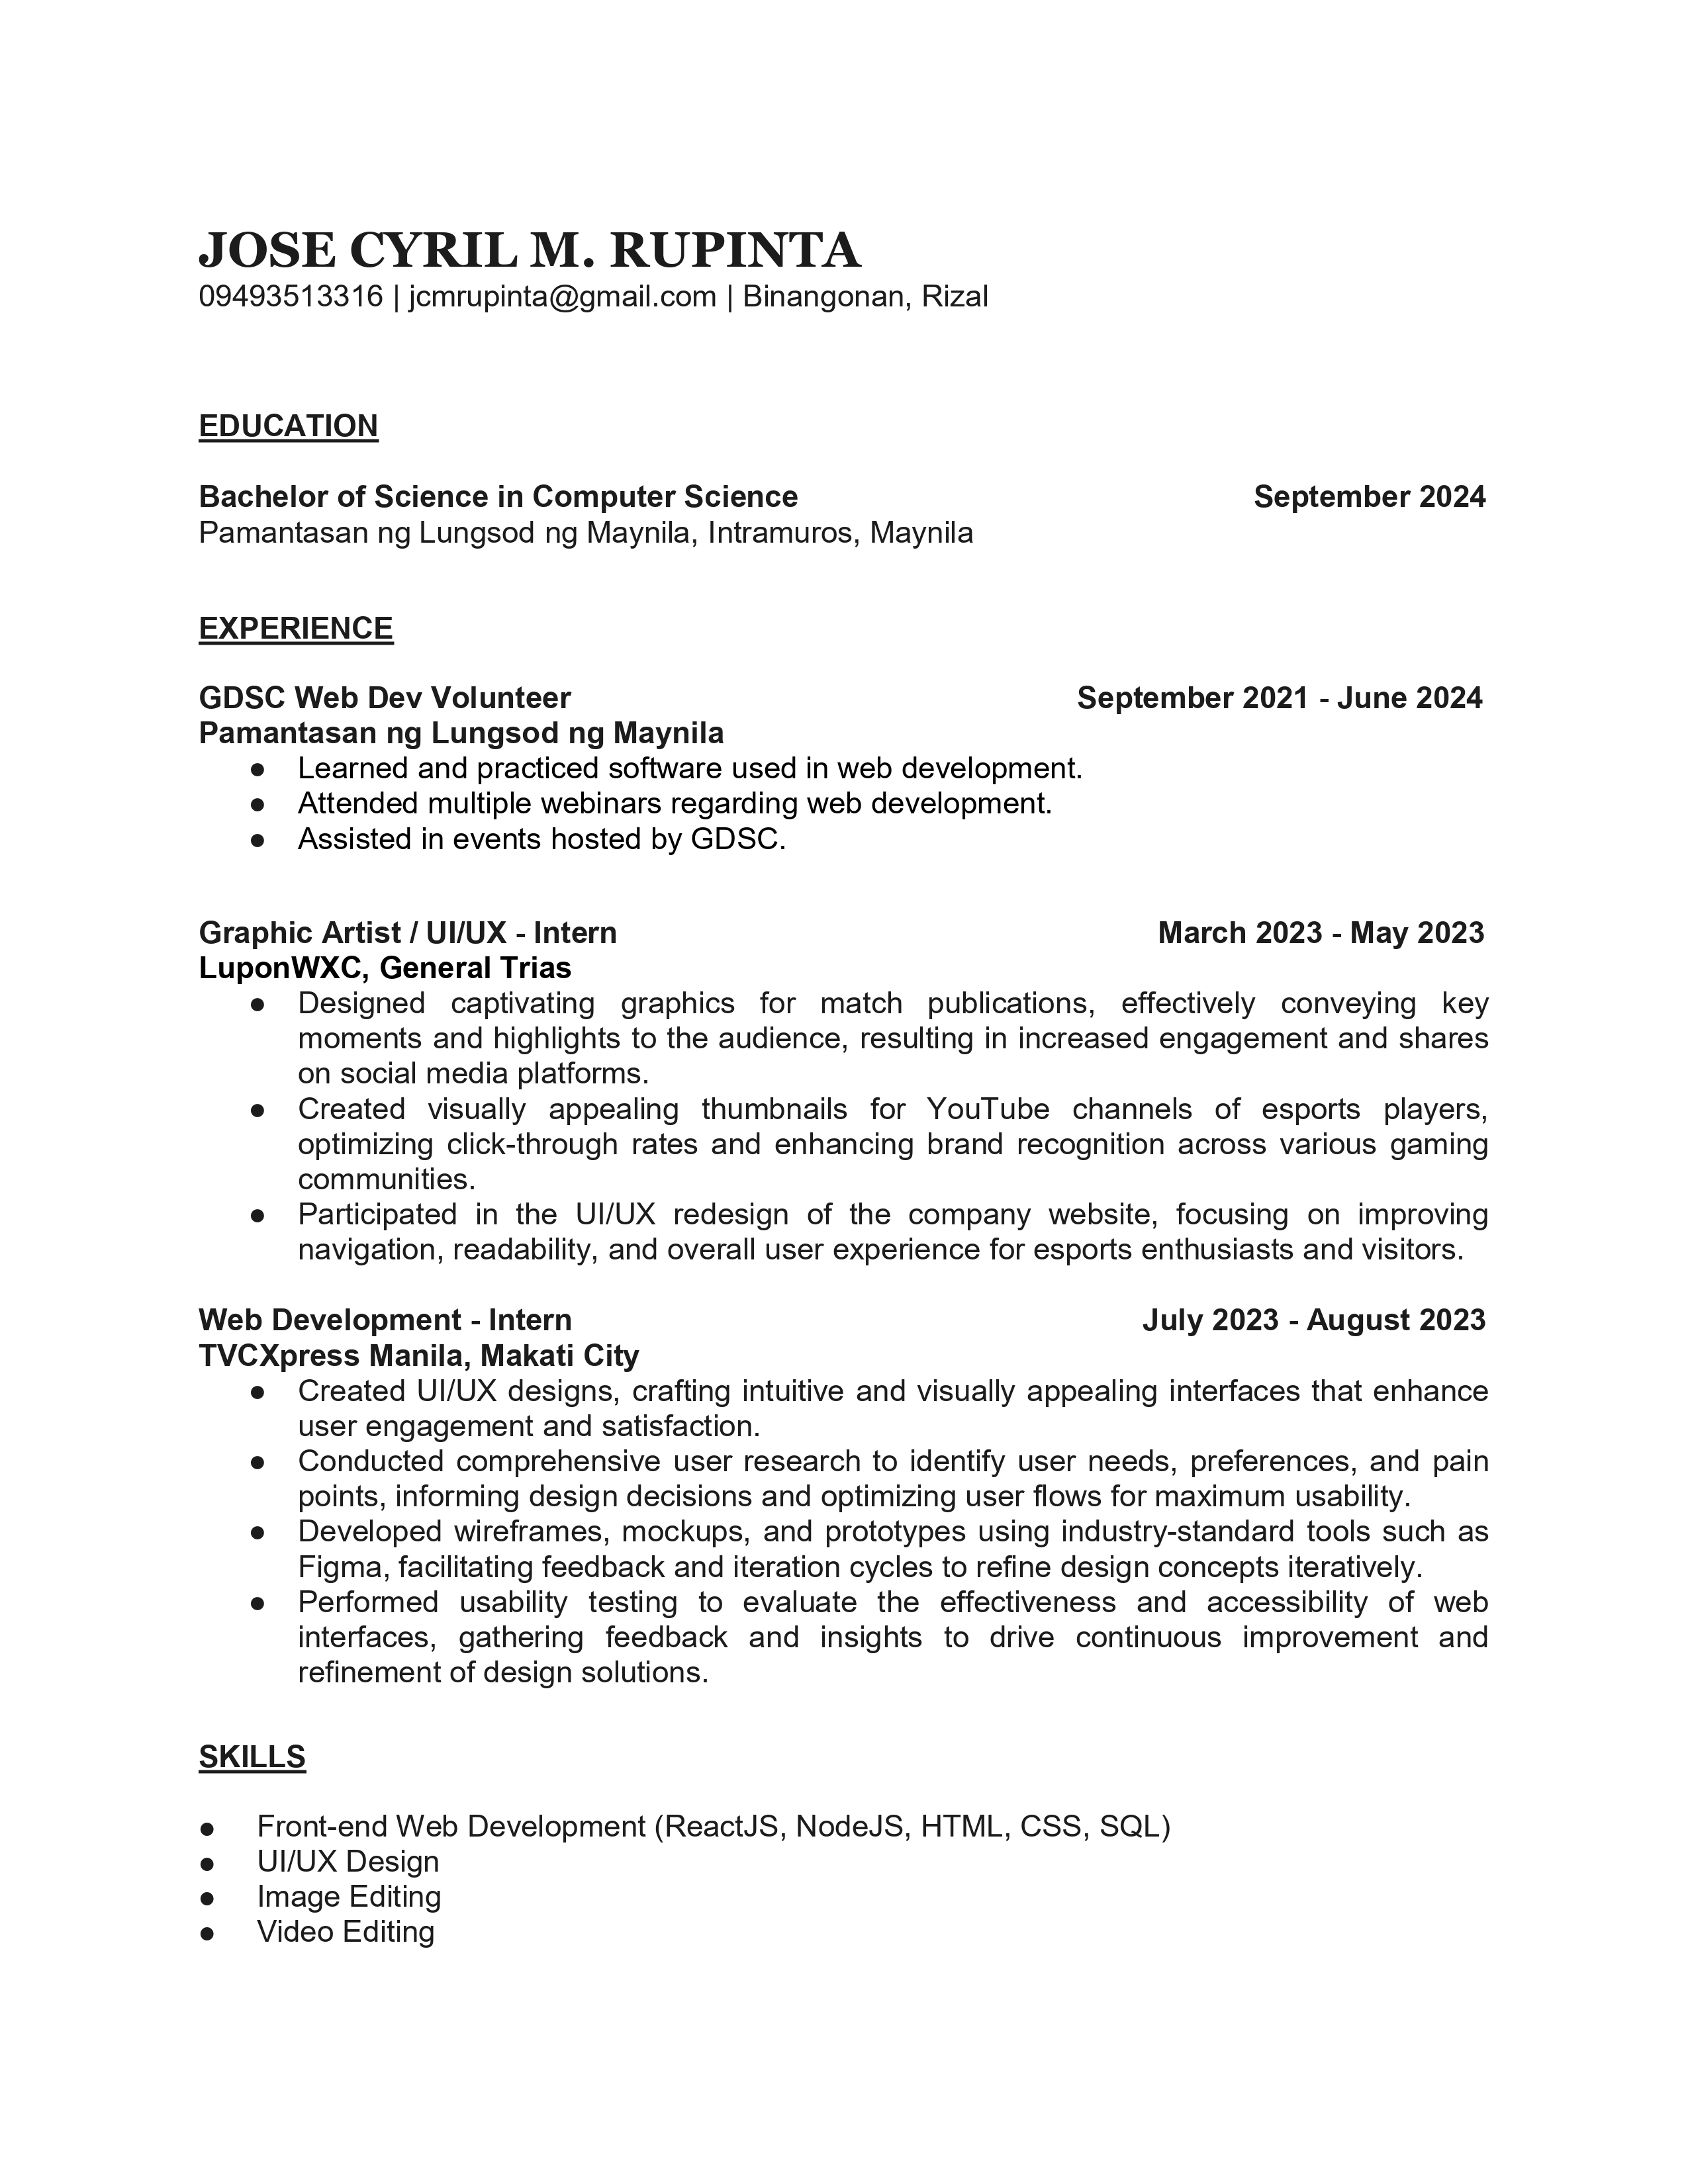 JOSE CYRIL M. RUPINTA
09493513316 | jcmrupinta@gmail.com | Binangonan, Rizal
EDUCATION
Bachelor of Science in Computer Science September 2024
Pamantasan ng Lungsod ng Maynila, Intramuros, Maynila
EXPERIENCE
GDSC Web Dev Volunteer September 2021 - June 2024
Pamantasan ng Lungsod ng Maynila
● Learned and practiced software used in web development.
● Attended multiple webinars regarding web development.
● Assisted in events hosted by GDSC.
Graphic Artist / UI/UX - Intern March 2023 - May 2023
LuponWXC, General Trias
● Designed captivating graphics for match publications, effectively conveying key
moments and highlights to the audience, resulting in increased engagement and shares
on social media platforms.
● Created visually appealing thumbnails for YouTube channels of esports players,
optimizing click-through rates and enhancing brand recognition across various gaming
communities.
● Participated in the UI/UX redesign of the company website, focusing on improving
navigation, readability, and overall user experience for esports enthusiasts and visitors.
Web Development - Intern July 2023 - August 2023
TVCXpress Manila, Makati City
● Created UI/UX designs, crafting intuitive and visually appealing interfaces that enhance
user engagement and satisfaction.
● Conducted comprehensive user research to identify user needs, preferences, and pain
points, informing design decisions and optimizing user flows for maximum usability.
● Developed wireframes, mockups, and prototypes using industry-standard tools such as
Figma, facilitating feedback and iteration cycles to refine design concepts iteratively.
● Performed usability testing to evaluate the effectiveness and accessibility of web
interfaces, gathering feedback and insights to drive continuous improvement and
refinement of design solutions.
SKILLS
● Front-end Web Development (ReactJS, NodeJS, HTML, CSS, SQL)
● UI/UX Design
● Image Editing
● Video Editing